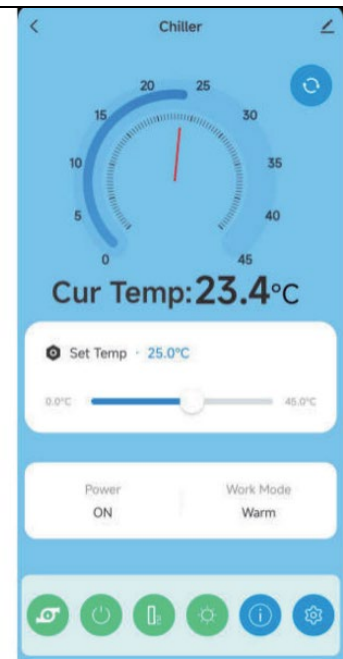 Chiller
20 25
15 30
10 35
5 40
0 45
Cur Temp:23.4°C
Set Temp · 25.0°C
0.0°C 45.0°C
Power Work Mode
ON Warm